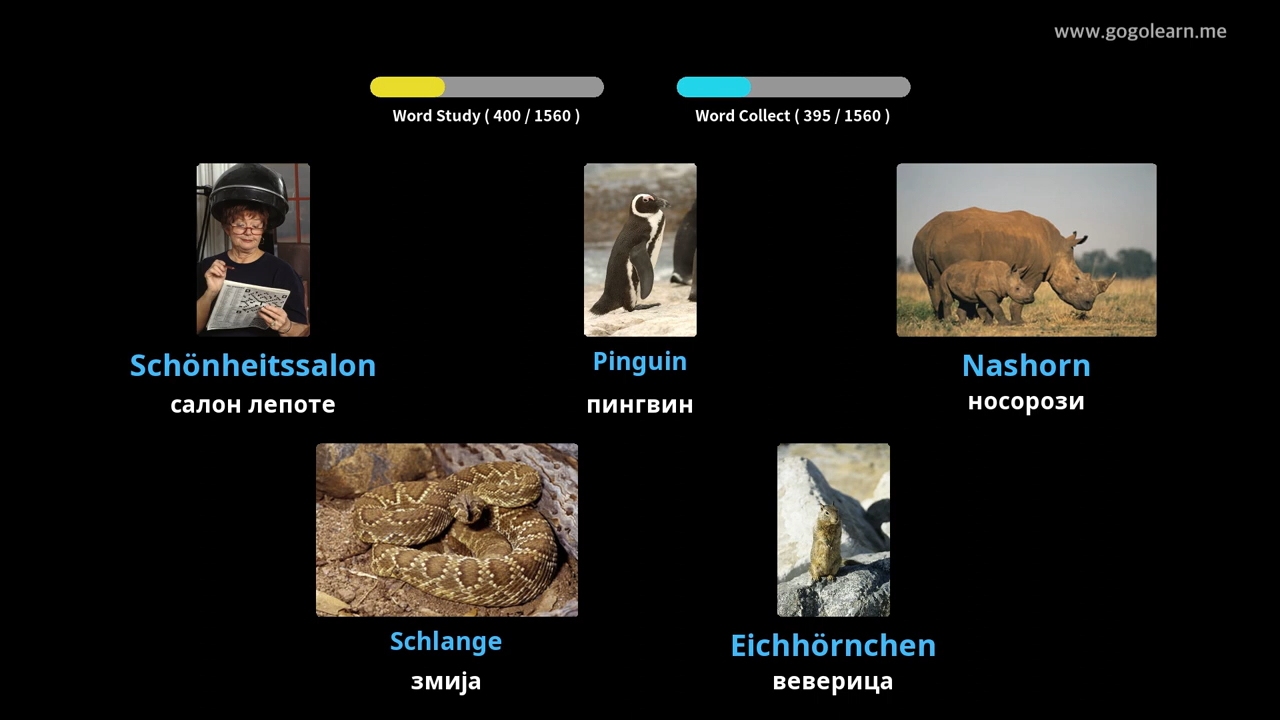 www.gogolearn.me
Word Study ( 400 / 1560 )
Word Collect ( 395 / 1560 )
Schönheitssalon
салон лепоте
Pinguin
пингвин
Nashorn
носорози
Schlange
змија
Eichhörnchen
веверица